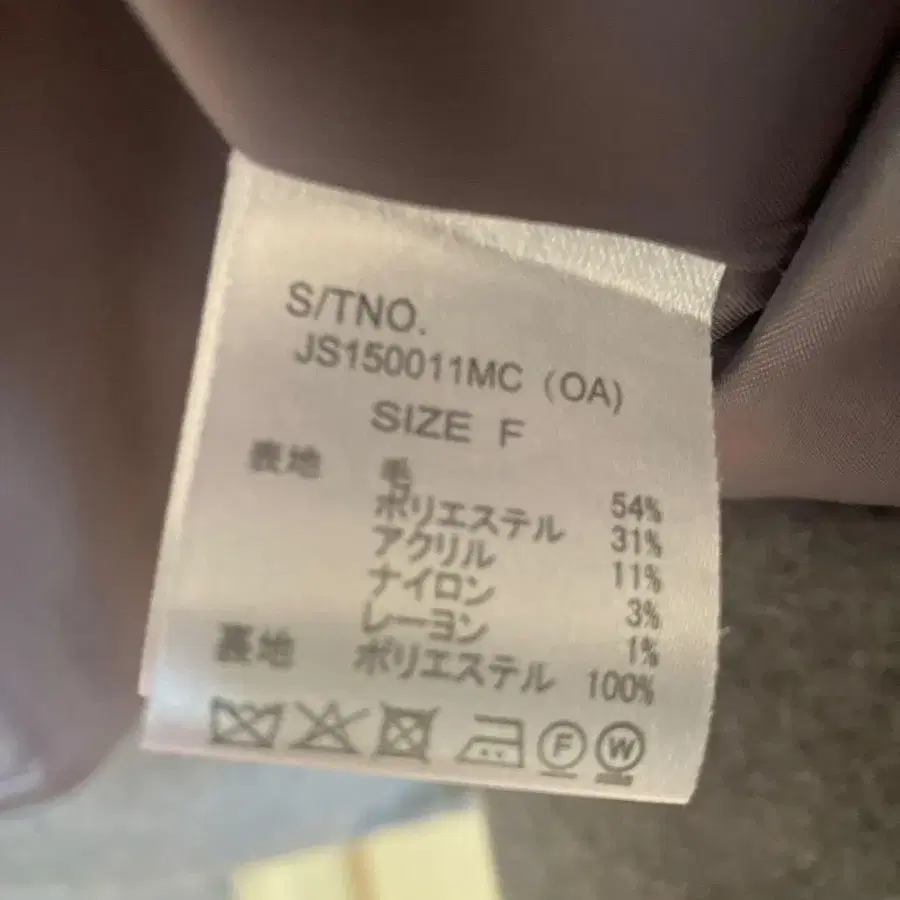 S/TNO.
JS150011MC (OA)
SIZE F
表地 毛 54%
ポリエステル 31%
アクリル 11%
ナイロン 3%
レーヨン 1%
裏地 ポリエステル 100%
F W